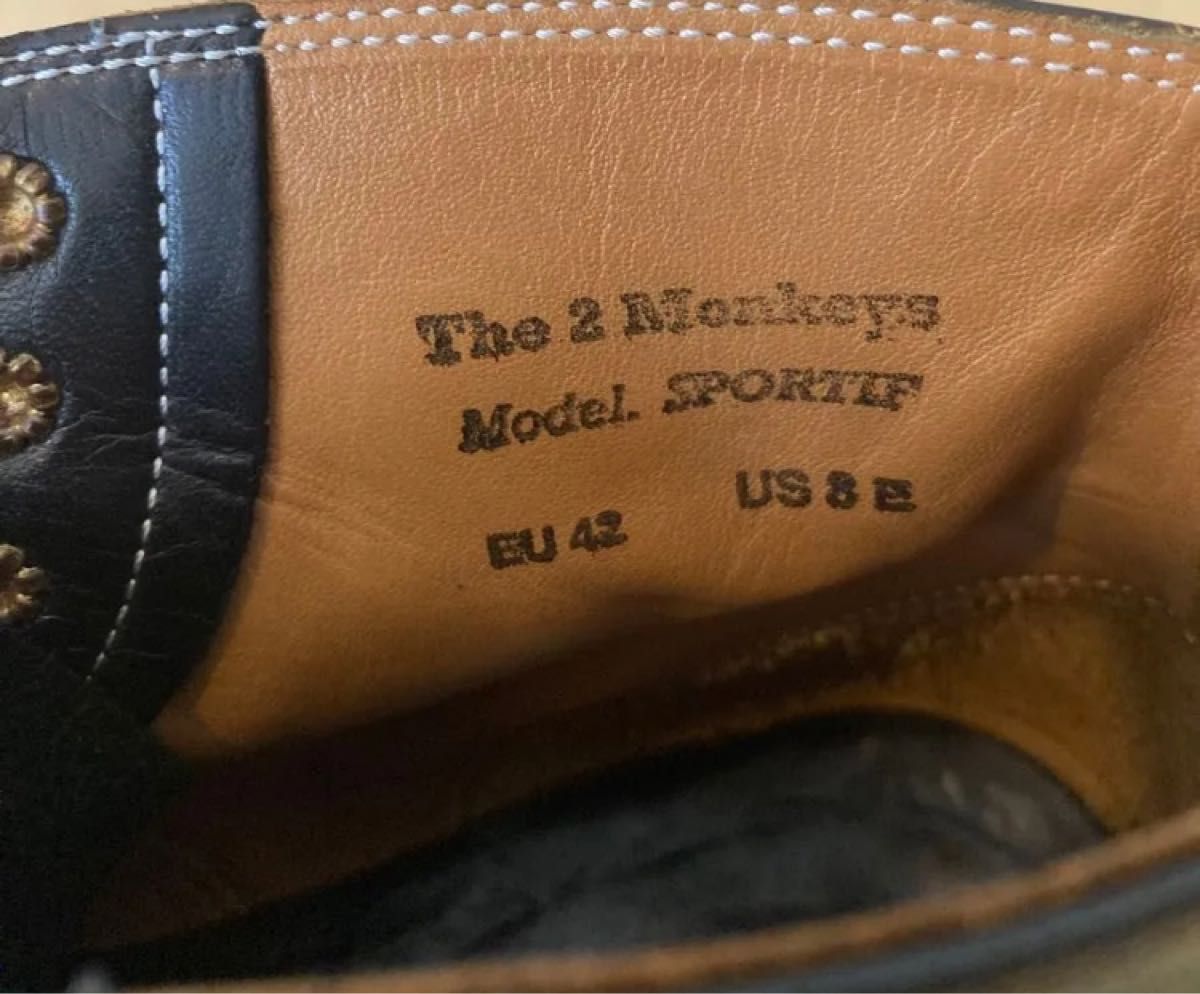 The 2 Monkeys
Model. SPORTIF
EU 42 US 8 E